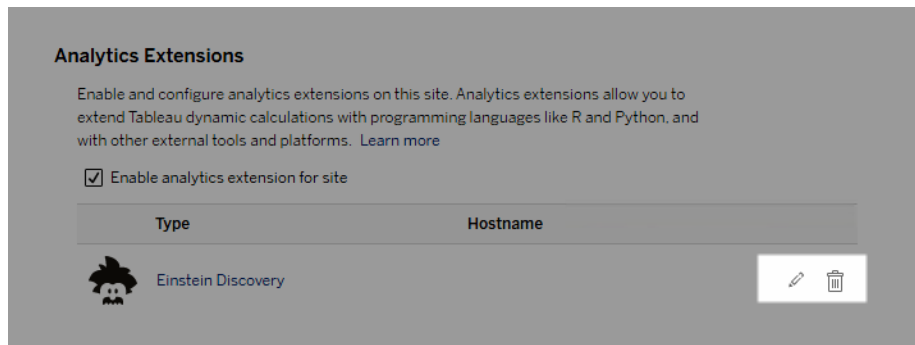 Analytics Extensions
Enable and configure analytics extensions on this site. Analytics extensions allow you to
extend Tableau dynamic calculations with programming languages like R and Python, and
with other external tools and platforms. Learn more
Enable analytics extension for site
Type Hostname
Einstein Discovery